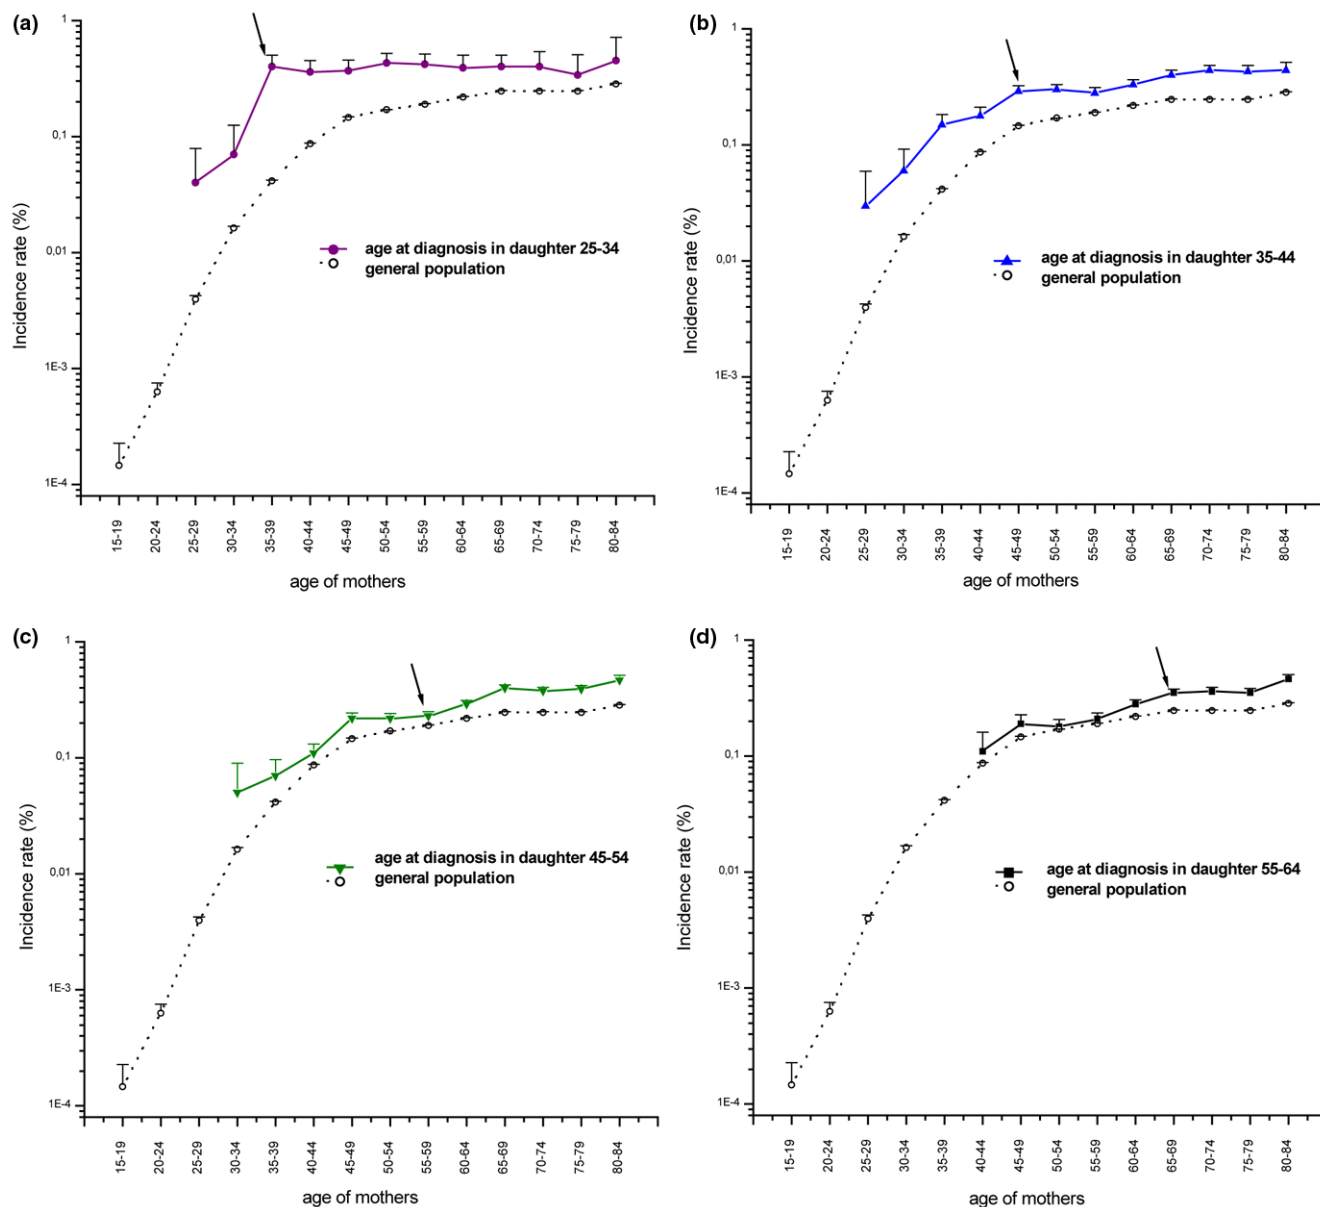 (a)
1
0,1
0,01
1E-3
1E-4
Incidence rate (%)
age at diagnosis in daughter 25-34
general population
15-19
20-24
25-29
30-34
35-39
40-44
45-49
50-54
55-59
60-64
65-69
70-74
75-79
80-84
age of mothers
(b)
1
0,1
0,01
1E-3
1E-4
Incidence rate (%)
age at diagnosis in daughter 35-44
general population
15-19
20-24
25-29
30-34
35-39
40-44
45-49
50-54
55-59
60-64
65-69
70-74
75-79
80-84
age of mothers
(c)
1
0,1
0,01
1E-3
1E-4
Incidence rate (%)
age at diagnosis in daughter 45-54
general population
15-19
20-24
25-29
30-34
35-39
40-44
45-49
50-54
55-59
60-64
65-69
70-74
75-79
80-84
age of mothers
(d)
1
0,1
0,01
1E-3
1E-4
Incidence rate (%)
age at diagnosis in daughter 55-64
general population
15-19
20-24
25-29
30-34
35-39
40-44
45-49
50-54
55-59
60-64
65-69
70-74
75-79
80-84
age of mothers